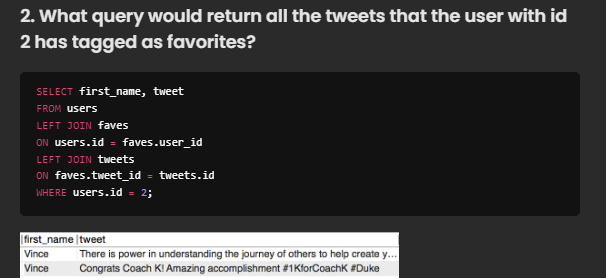 2. What query would return all the tweets that the user with id
2 has tagged as favorites?
SELECT first_name, tweet
FROM users
LEFT JOIN faves
ON users.id = faves.user_id
LEFT JOIN tweets
ON faves.tweet_id = tweets.id
WHERE users.id = 2;
first_name tweet
Vince There is power in understanding the journey of others to help create y...
Vince Congrats Coach K! Amazing accomplishment #1KforCoachK #Duke